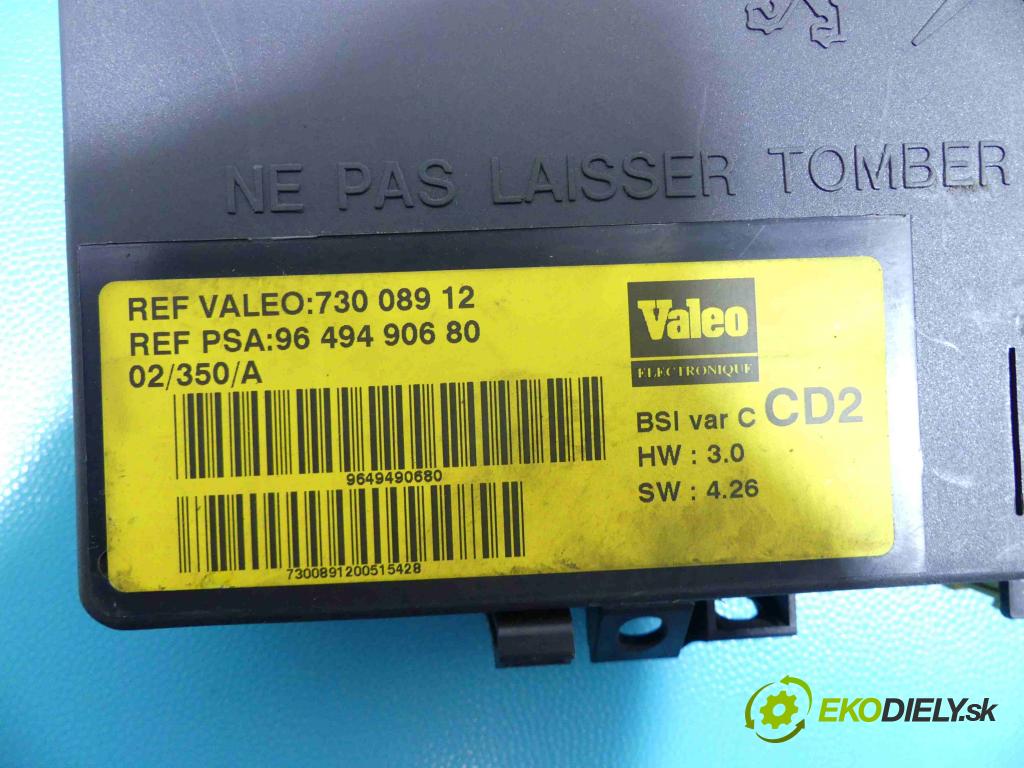 NE PAS LAISSER TOMBER
REF VALEO:730 089 12
REF PSA:96 494 906 80
02/350/A
9649490680
7300891200515428
Valeo
ELECTRONIQUE
BSI var C CD2
HW : 3.0
SW : 4.26
EKODIELY.sk